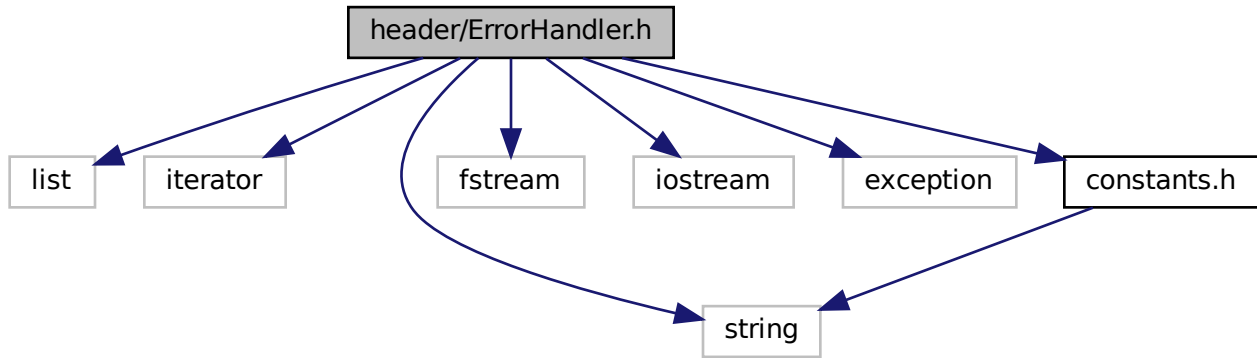 header/ErrorHandler.h
list
iterator
fstream
iostream
exception
constants.h
string